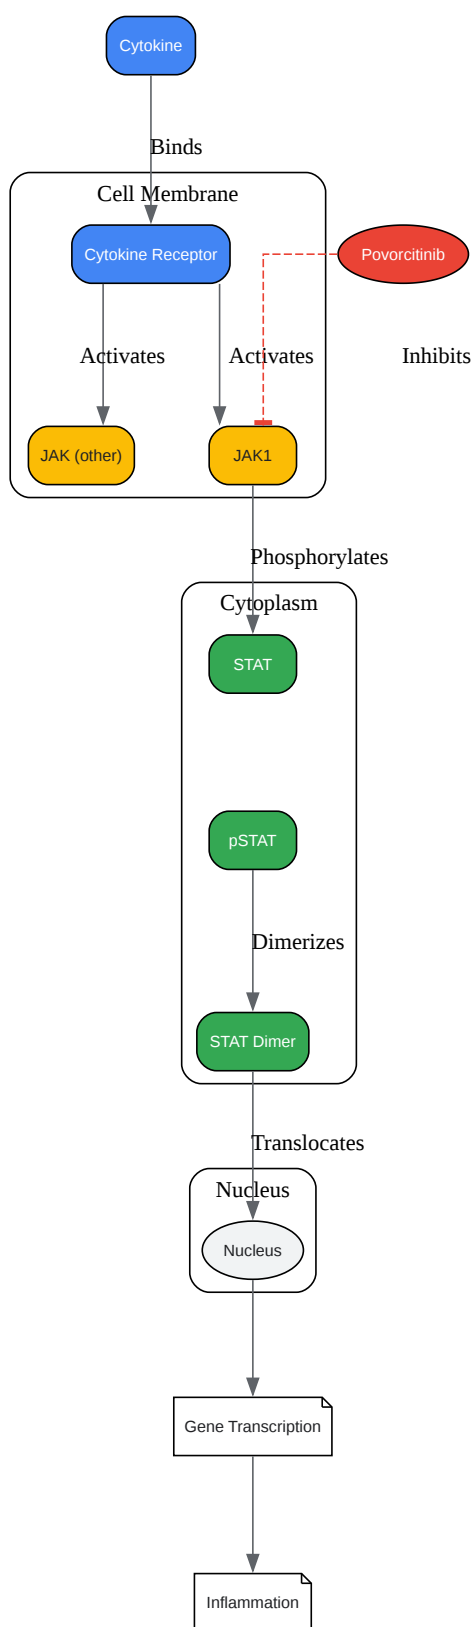 Cytokine
Binds
Cell Membrane
Cytokine Receptor
Povorcitinib
Activates
Activates
Inhibits
JAK (other)
JAK1
Phosphorylates
Cytoplasm
STAT
pSTAT
Dimerizes
STAT Dimer
Translocates
Nucleus
Nucleus
Gene Transcription
Inflammation